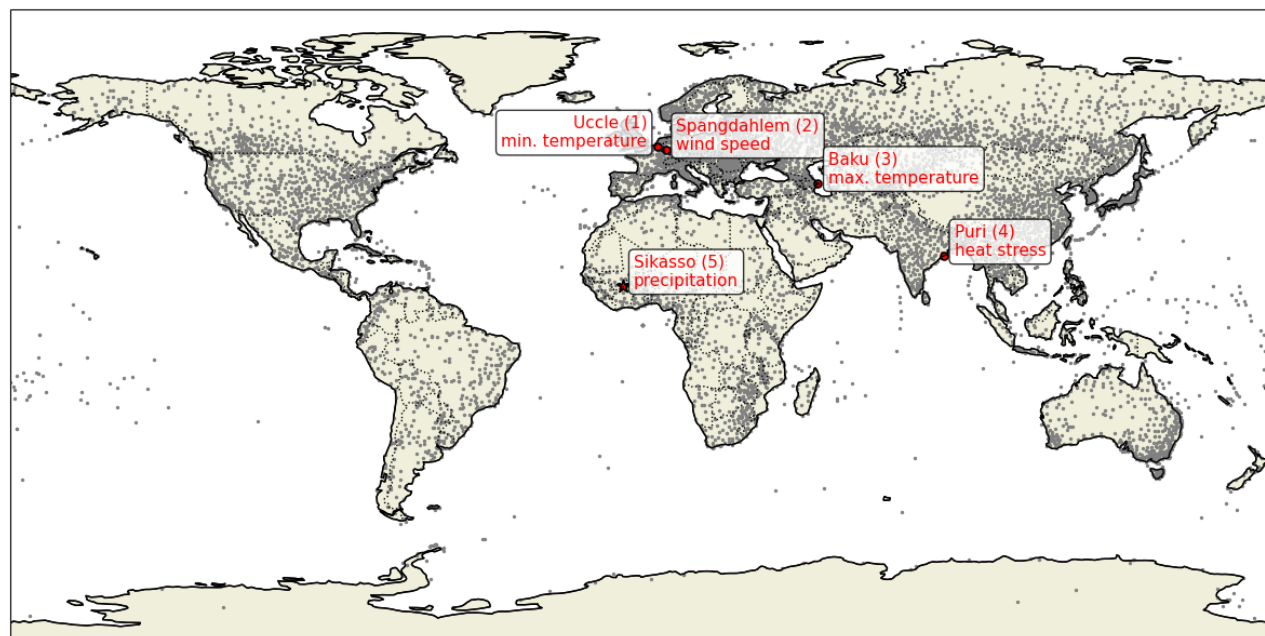 Uccle (1)
min. temperature
Spangdahlem (2)
wind speed
Baku (3)
max. temperature
Puri (4)
heat stress
Sikasso (5)
precipitation